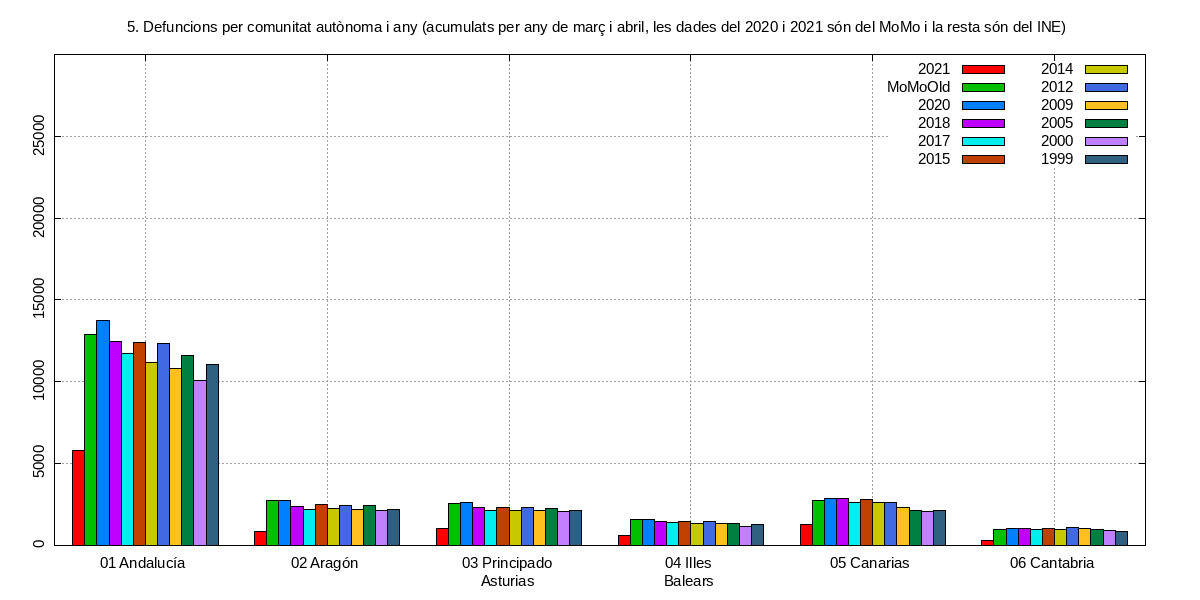 5. Defuncions per comunitat autònoma i any (acumulats per any de març i abril, les dades del 2020 i 2021 són del MoMo i la resta són del INE)
2021 2014
MoMoOld 2012
2020 2009
2018 2005
2017 2000
2015 1999
25000
20000
15000
10000
5000
0
01 Andalucía 02 Aragón 03 Principado 04 Illes 05 Canarias 06 Cantabria
Asturias Balears